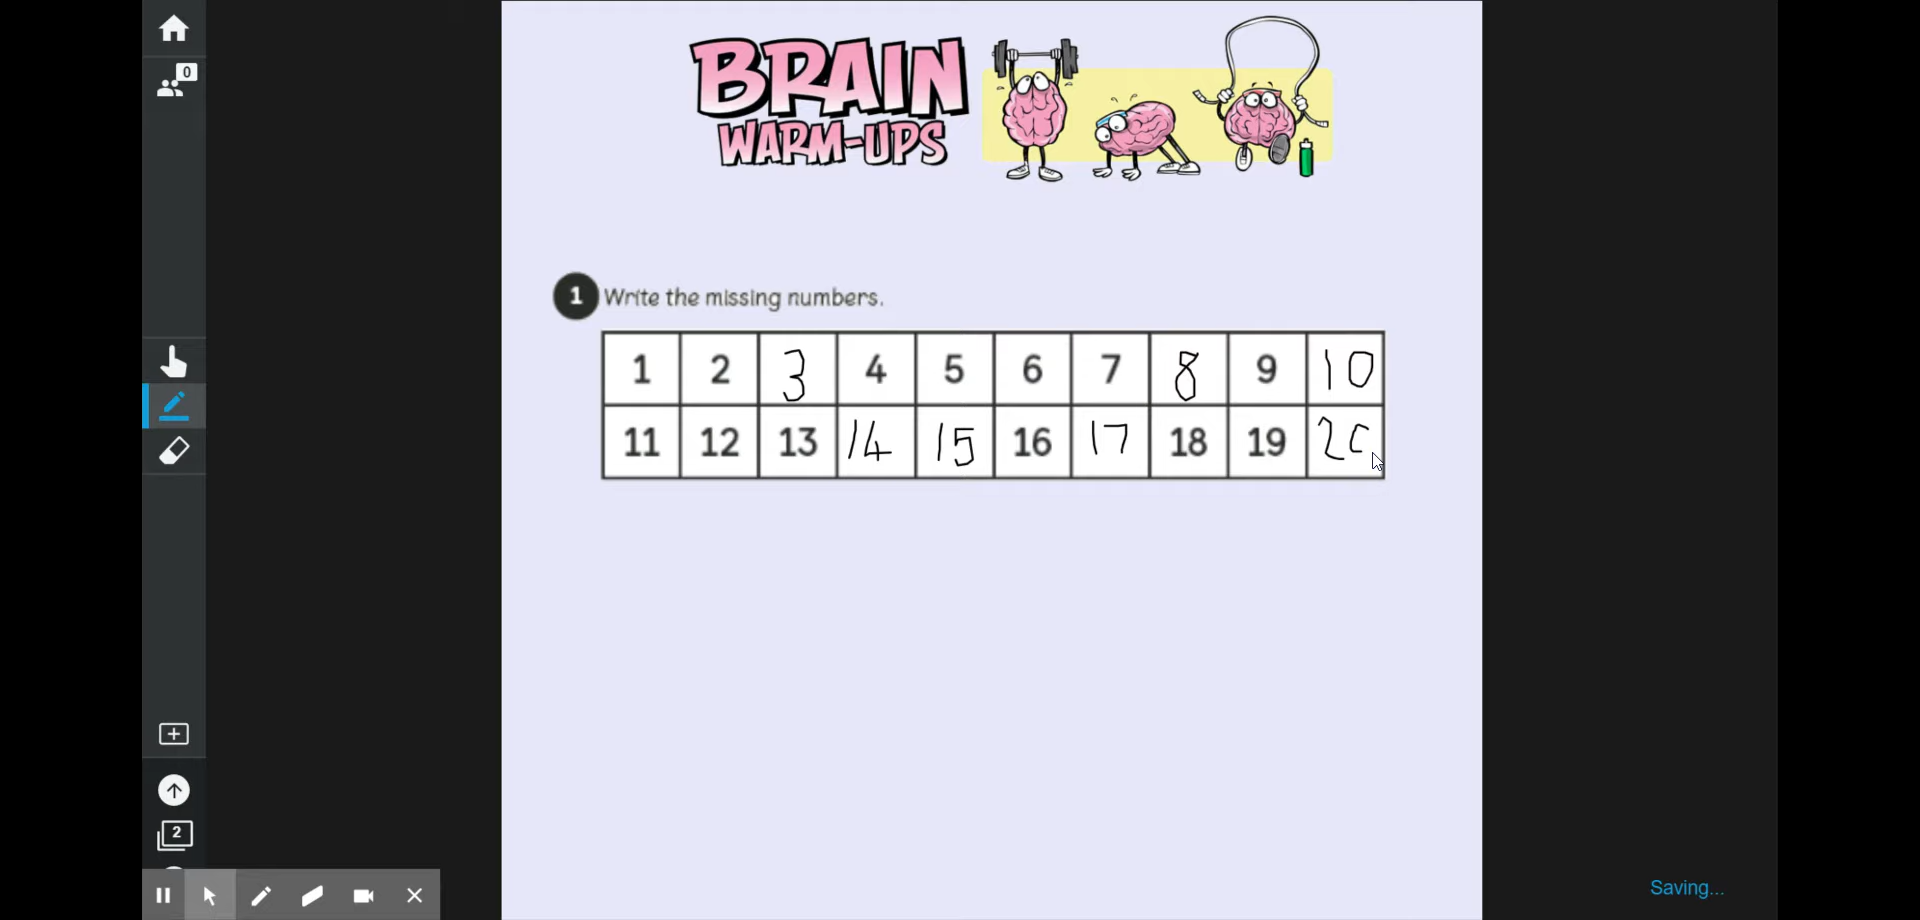 0
BRAIN
WARM-UPS
1 Write the missing numbers.
1 2 3 4 5 6 7 8 9 10
11 12 13 14 15 16 17 18 19 20
2
Saving...